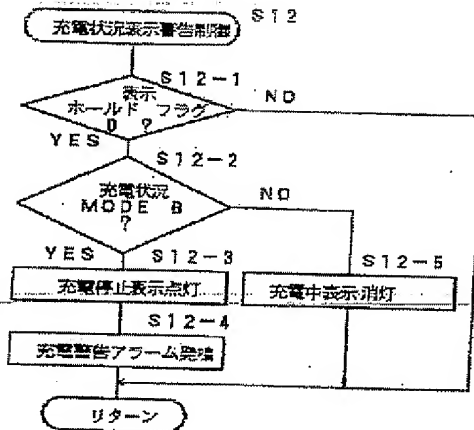 S12
充電状況表示警告制御
S12-1
表示
ホールド フラグ
0 ?
NO
YES
S12-2
充電状況
MODE B
?
NO
YES
S12-3
充電停止表示点灯
S12-5
充電中表示消灯
S12-4
充電警告アラーム発鳴
リターン